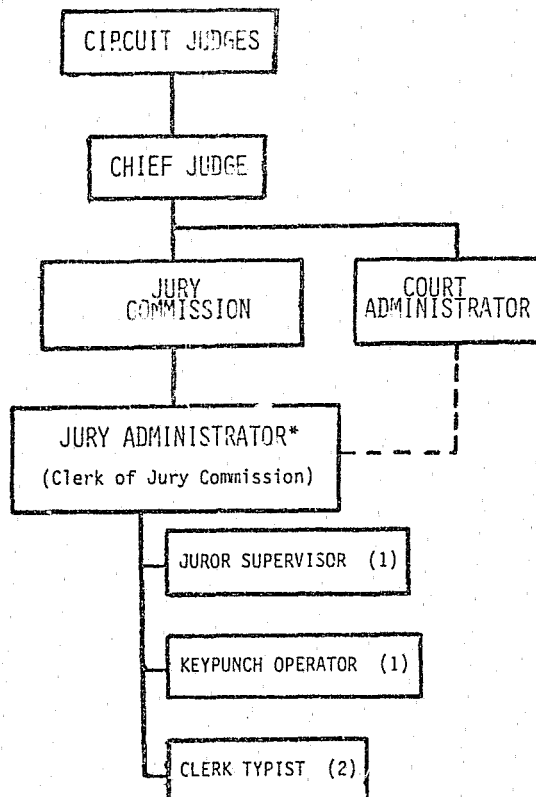 CIRCUIT JUDGES
CHIEF JUDGE
JURY
COMMISSION
COURT
ADMINISTRATOR
JURY ADMINISTRATOR*
(Clerk of Jury Commission)
JUROR SUPERVISOR (1)
KEYPUNCH OPERATOR (1)
CLERK TYPIST (2)